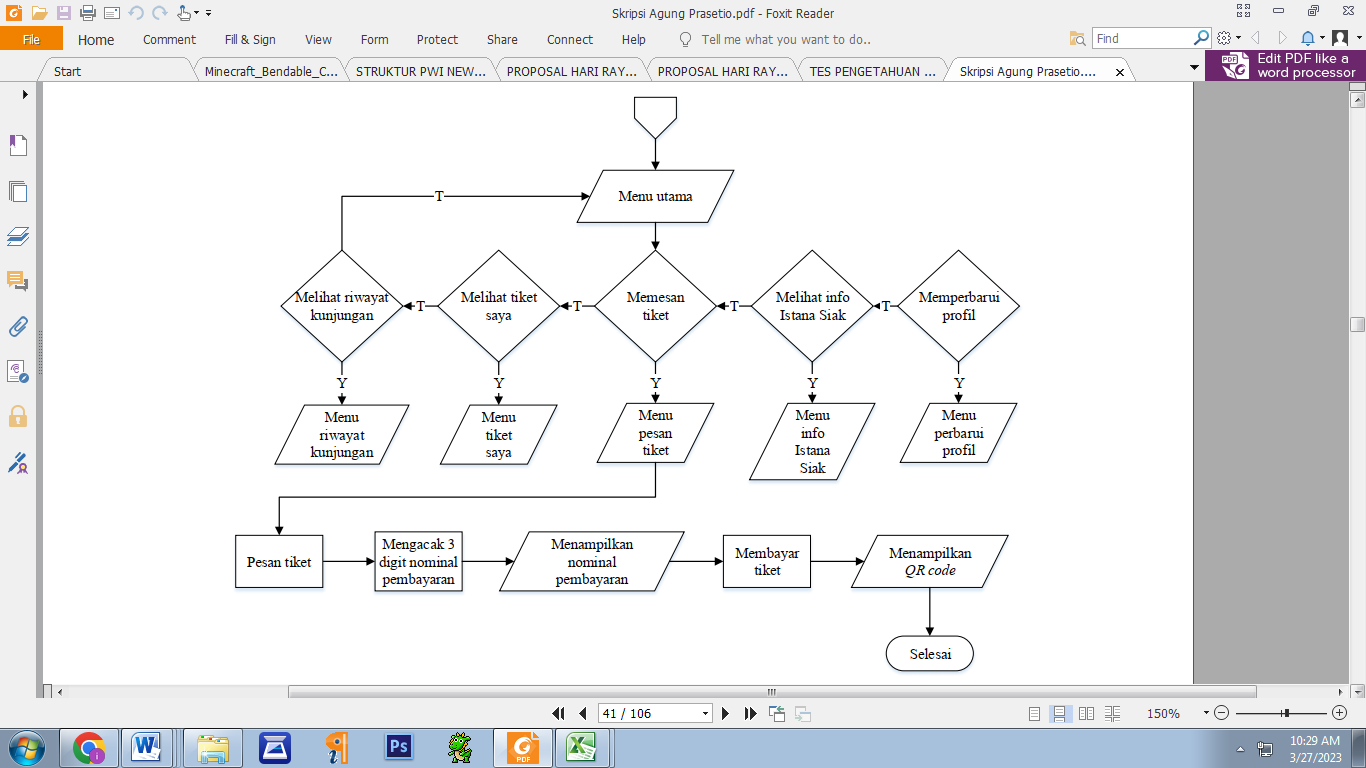 Skripsi Agung Prasetio.pdf - Foxit Reader
File
Home
Comment
Fill & Sign
View
Form
Protect
Share
Connect
Help
Tell me what you want to do..
Find
Start
Minecraft_Bendable_C...
STRUKTUR PWI NEW...
PROPOSAL HARI RAY...
PROPOSAL HARI RAY...
TES PENGETAHUAN ...
Skripsi Agung Prasetio....
Edit PDF like a
word processor
Menu utama
T
Melihat riwayat
kunjungan
T
Melihat tiket
saya
T
Memesan
tiket
T
Melihat info
Istana Siak
T
Memperbarui
profil
Y
Y
Y
Y
Y
Menu
riwayat
kunjungan
Menu
tiket
saya
Menu
pesan
tiket
Menu
info
Istana
Siak
Menu
perbarui
profil
Pesan tiket
Mengacak 3
digit nominal
pembayaran
Menampilkan
nominal
pembayaran
Membayar
tiket
Menampilkan
QR code
Selesai
41 / 106
150%
10:29 AM
3/27/2023